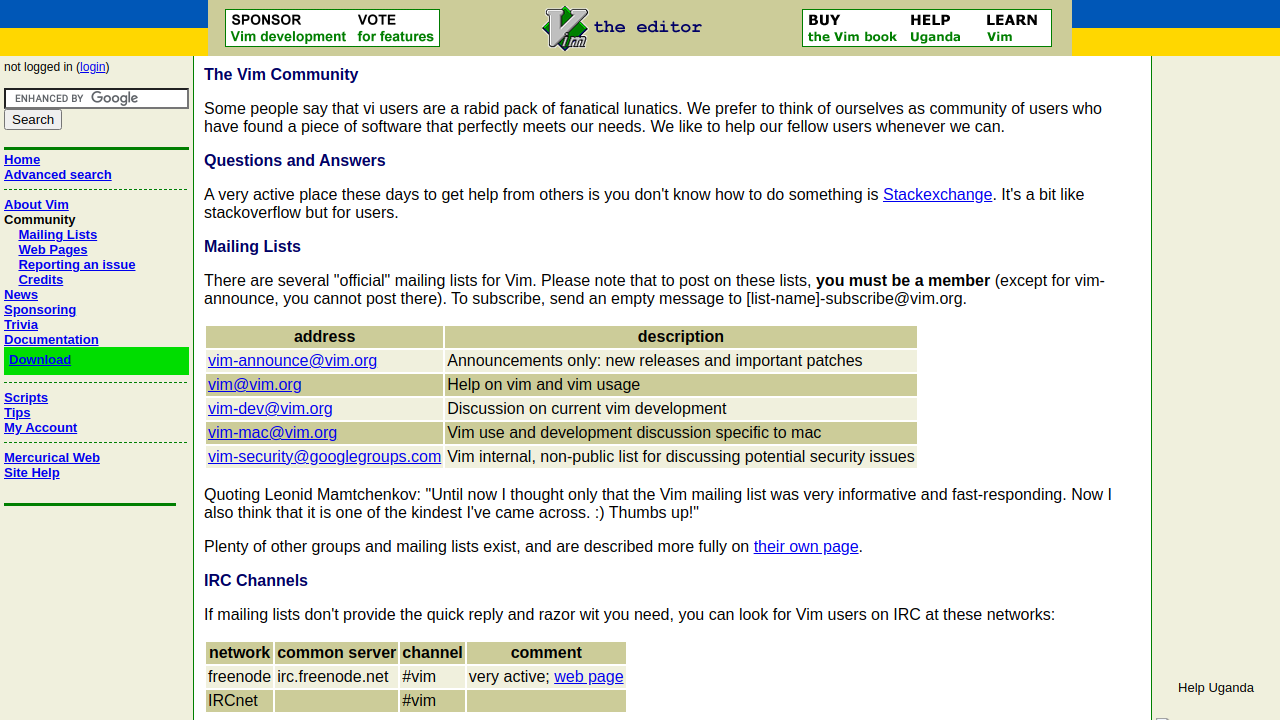 SPONSOR VOTE
Vim development for features
Vim the editor
BUY HELP LEARN
the Vim book Uganda Vim
not logged in (login)
ENHANCED BY Google
Search
Home
Advanced search
About Vim
Community
Mailing Lists
Web Pages
Reporting an issue
Credits
News
Sponsoring
Trivia
Documentation
Download
Scripts
Tips
My Account
Mercurical Web
Site Help
The Vim Community
Some people say that vi users are a rabid pack of fanatical lunatics. We prefer to think of ourselves as community of users who
have found a piece of software that perfectly meets our needs. We like to help our fellow users whenever we can.
Questions and Answers
A very active place these days to get help from others is you don't know how to do something is Stackexchange. It's a bit like
stackoverflow but for users.
Mailing Lists
There are several "official" mailing lists for Vim. Please note that to post on these lists, you must be a member (except for vim-
announce, you cannot post there). To subscribe, send an empty message to [list-name]-subscribe@vim.org.
address description
vim-announce@vim.org Announcements only: new releases and important patches
vim@vim.org Help on vim and vim usage
vim-dev@vim.org Discussion on current vim development
vim-mac@vim.org Vim use and development discussion specific to mac
vim-security@googlegroups.com Vim internal, non-public list for discussing potential security issues
Quoting Leonid Mamtchenkov: "Until now I thought only that the Vim mailing list was very informative and fast-responding. Now I
also think that it is one of the kindest I've came across. :) Thumbs up!"
Plenty of other groups and mailing lists exist, and are described more fully on their own page.
IRC Channels
If mailing lists don't provide the quick reply and razor wit you need, you can look for Vim users on IRC at these networks:
network common server channel comment
freenode irc.freenode.net #vim very active; web page
IRCnet #vim
Help Uganda